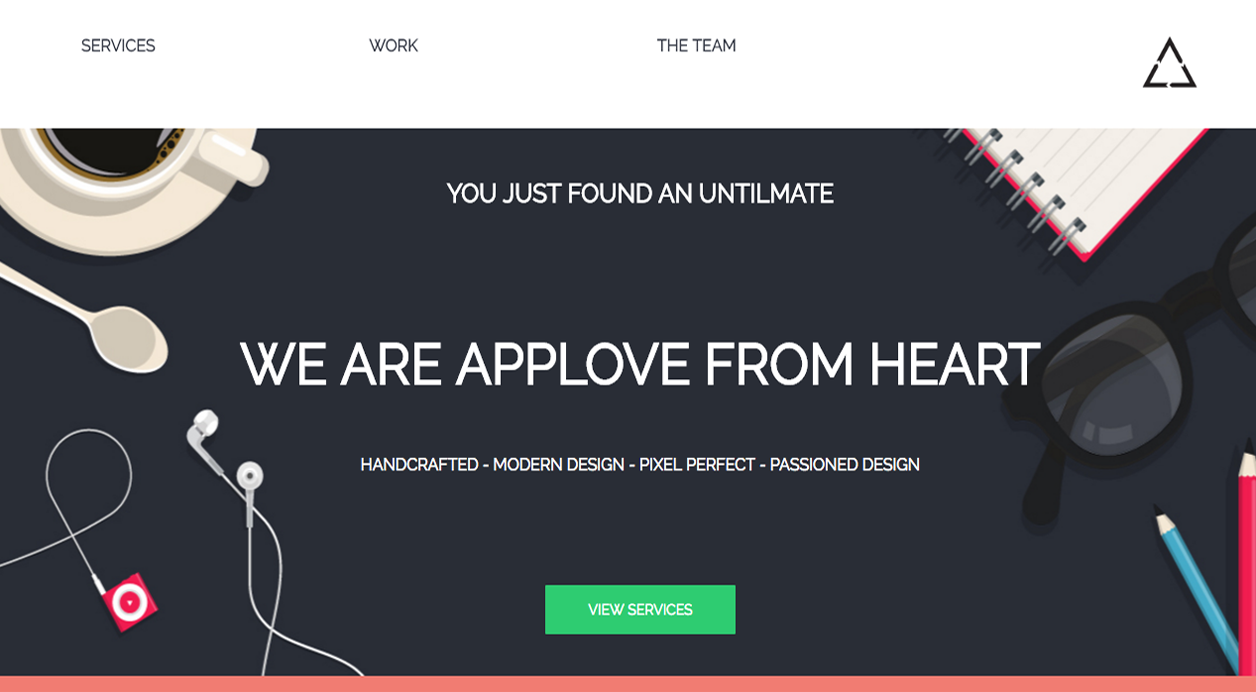 SERVICES
WORK
THE TEAM
YOU JUST FOUND AN UNTILMATE
WE ARE APPLOVE FROM HEART
HANDCRAFTED - MODERN DESIGN - PIXEL PERFECT - PASSIONED DESIGN
VIEW SERVICES